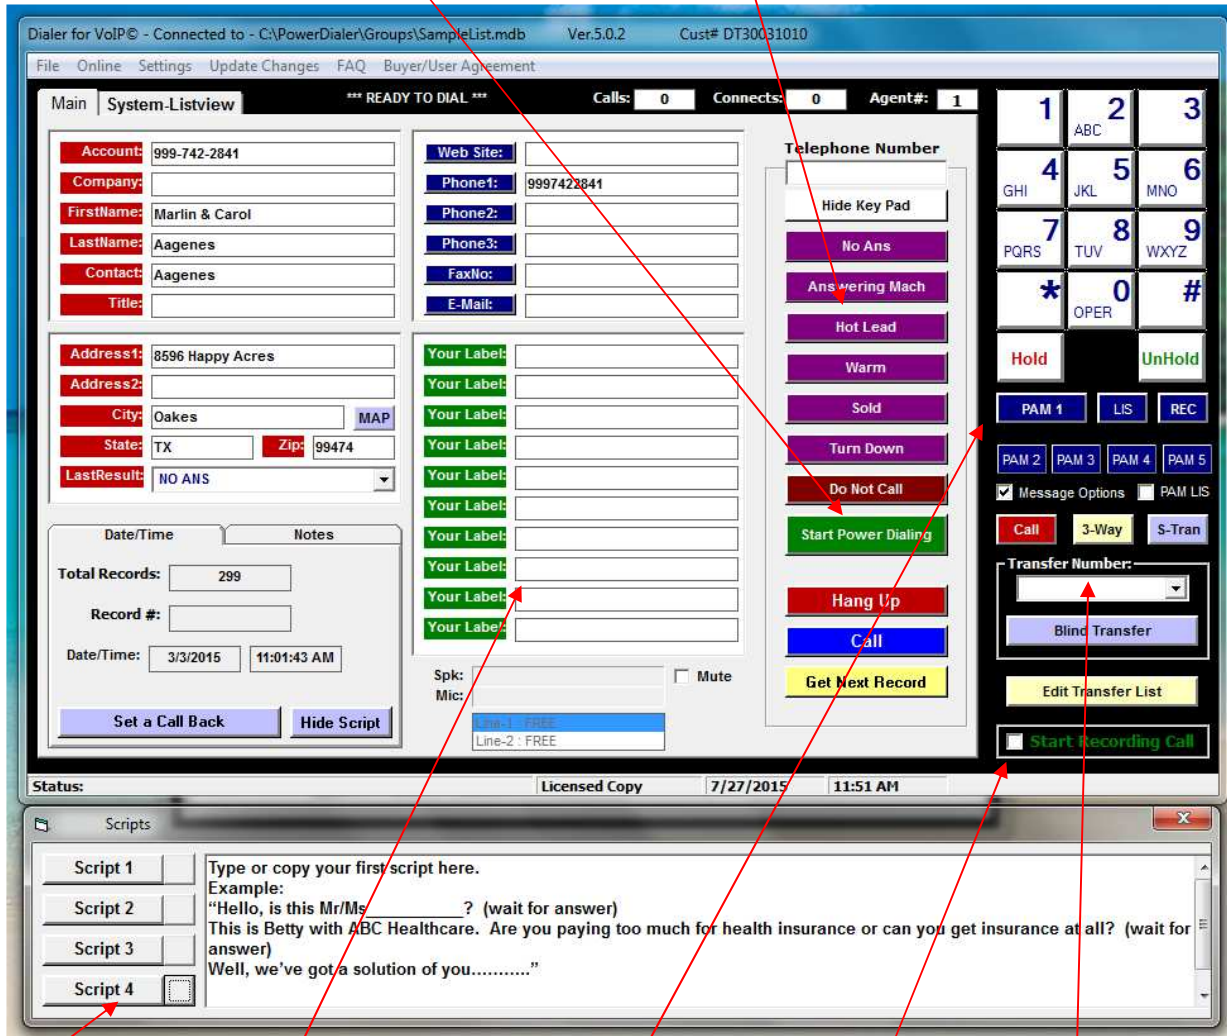 Dialer for VoIP© - Connected to - C:\PowerDialer\Groups\SampleList.mdb Ver.5.0.2 Cust# DT30031010
File Online Settings Update Changes FAQ Buyer/User Agreement
Main System-Listview *** READY TO DIAL *** Calls: 0 Connects: 0 Agent#: 1
Account: 999-742-2841
Company:
FirstName: Marlin & Carol
LastName: Aagenes
Contact: Aagenes
Title:
Address1: 8596 Happy Acres
Address2:
City: Oakes MAP
State: TX Zip: 99474
LastResult: NO ANS
Date/Time Notes
Total Records: 299
Record #:
Date/Time: 3/3/2015 11:01:43 AM
Set a Call Back Hide Script
Web Site:
Phone1: 9997422841
Phone2:
Phone3:
FaxNo:
E-Mail:
Your Label:
Your Label:
Your Label:
Your Label:
Your Label:
Your Label:
Your Label:
Your Label:
Your Label:
Your Label:
Spk: Mute
Mic:
Line-1 : FREE
Line-2 : FREE
Telephone Number
Hide Key Pad
No Ans
Answering Mach
Hot Lead
Warm
Sold
Turn Down
Do Not Call
Start Power Dialing
Hang Up
Call
Get Next Record
1 ABC 2 3
GHI 4 JKL 5 MNO 6
PQRS 7 TUV 8 WXYZ 9
* OPER 0 #
Hold UnHold
PAM 1 LIS REC
PAM 2 PAM 3 PAM 4 PAM 5
Message Options PAM LIS
Call 3-Way S-Tran
Transfer Number:
Blind Transfer
Edit Transfer List
Start Recording Call
Status: Licensed Copy 7/27/2015 11:51 AM
Scripts
Script 1
Script 2
Script 3
Script 4
Type or copy your first script here.
Example:
“Hello, is this Mr/Ms__________? (wait for answer)
This is Betty with ABC Healthcare. Are you paying too much for health insurance or can you get insurance at all? (wait for
answer)
Well, we’ve got a solution of you...........”